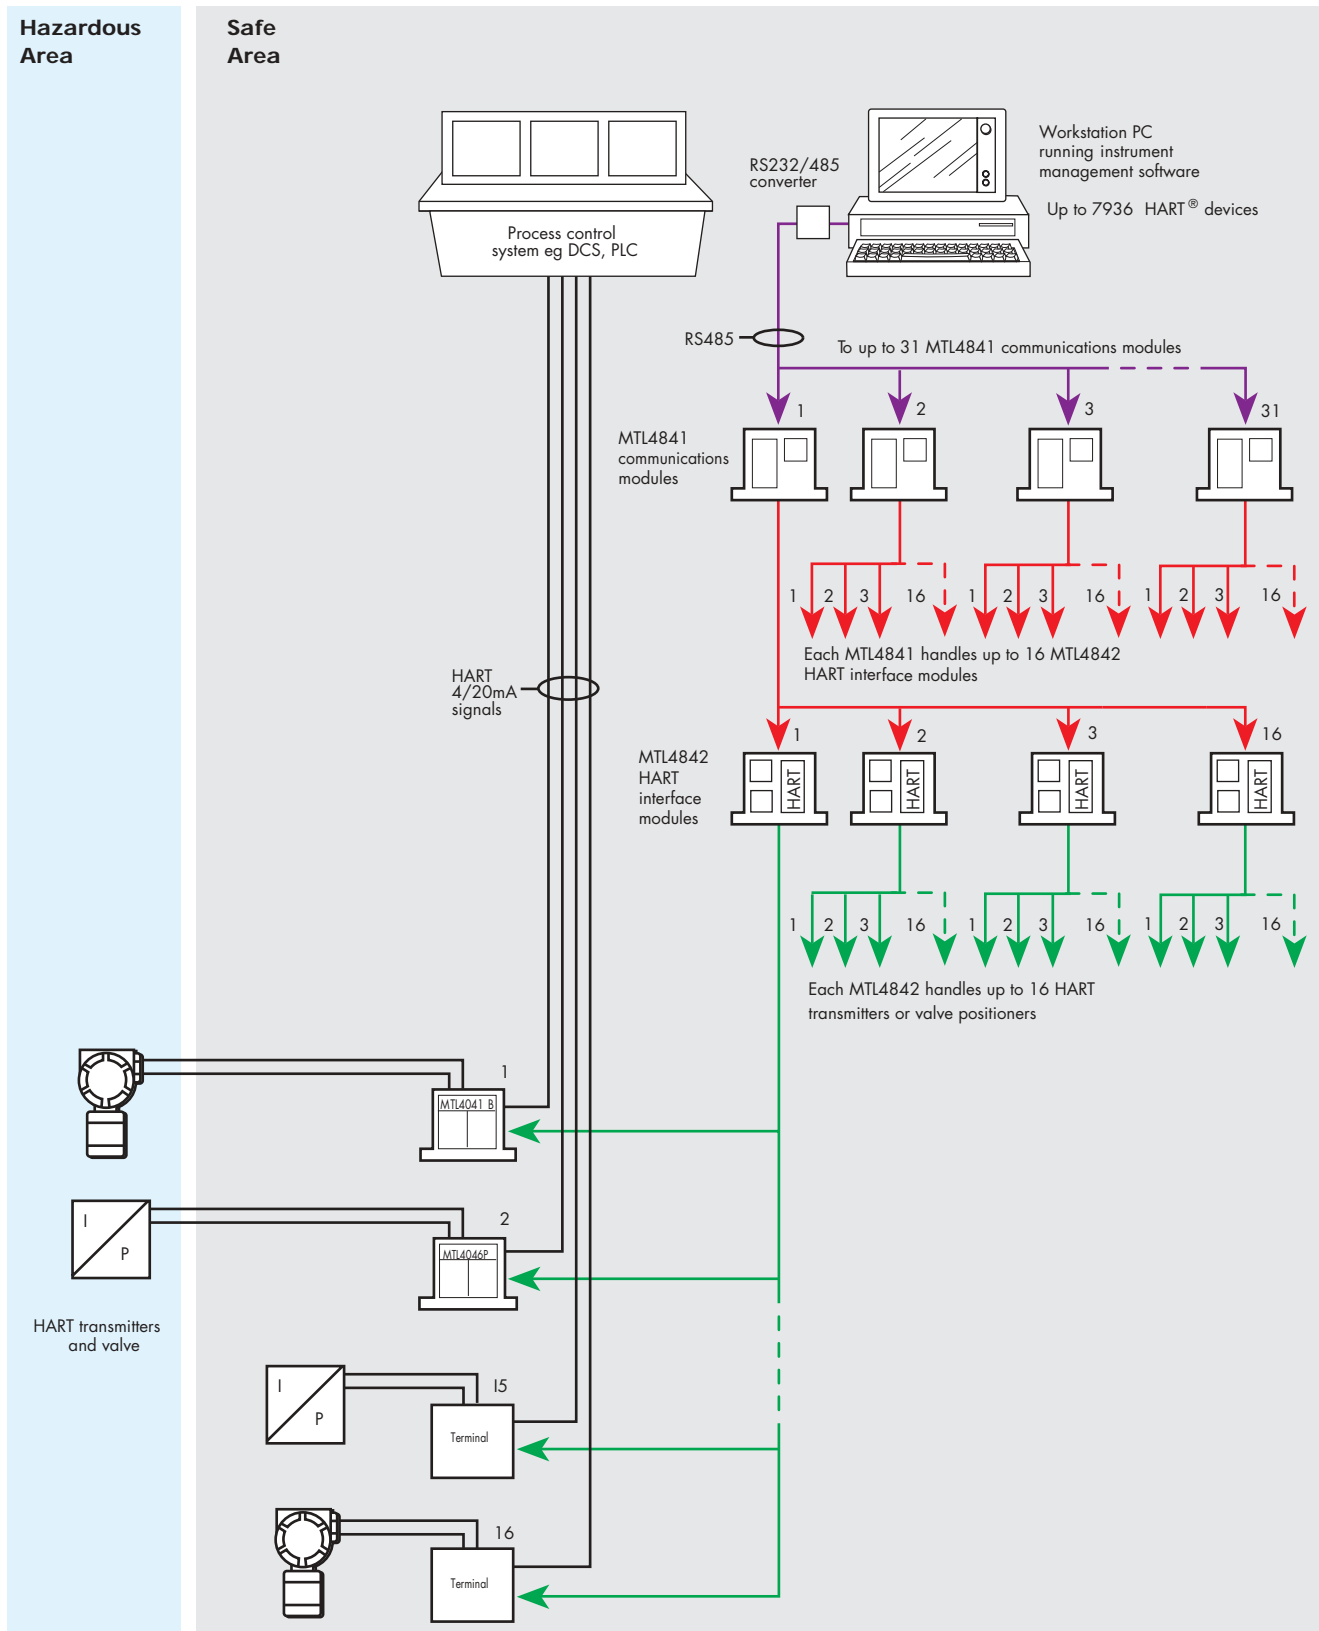 Hazardous
Area
Safe
Area
Process control
system eg DCS, PLC
RS232/485
converter
Workstation PC
running instrument
management software
Up to 7936 HART® devices
RS485
To up to 31 MTL4841 communications modules
1
2
3
31
MTL4841
communications
modules
1 2 3 16
1 2 3 16
1 2 3 16
Each MTL4841 handles up to 16 MTL4842
HART interface modules
HART
4/20mA
signals
1
2
3
16
MTL4842
HART
interface
modules
HART
HART
HART
HART
1 2 3 16
1 2 3 16
1 2 3 16
Each MTL4842 handles up to 16 HART
transmitters or valve positioners
1
MTL4041 B
2
MTL4046P
I
P
HART transmitters
and valve
I5
I
P
Terminal
16
Terminal